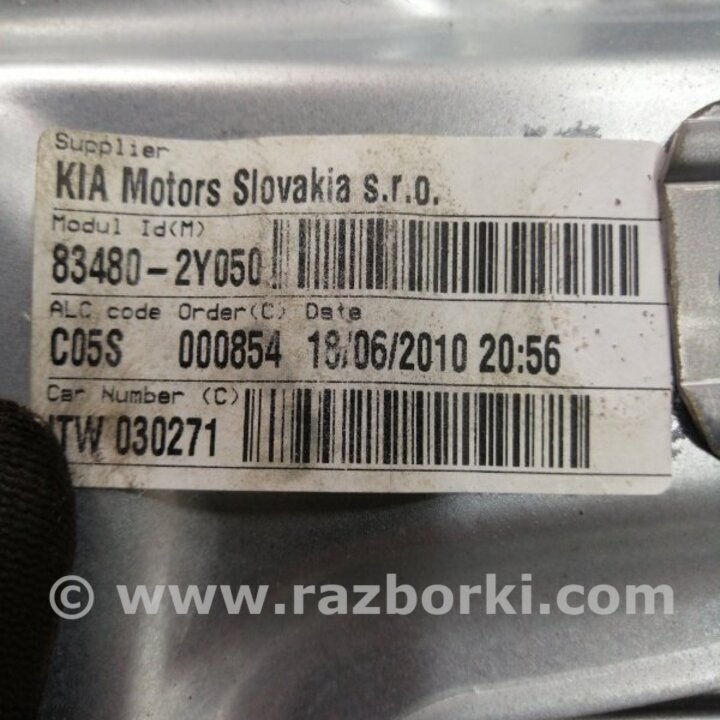 Supplier
KIA Motors Slovakia s.r.o.
Modul Id(M)
83480-2Y050
ALC code Order(C) Date
C05S 000854 18/06/2010 20:56
Car Number (C)
030271
© www.razborki.com